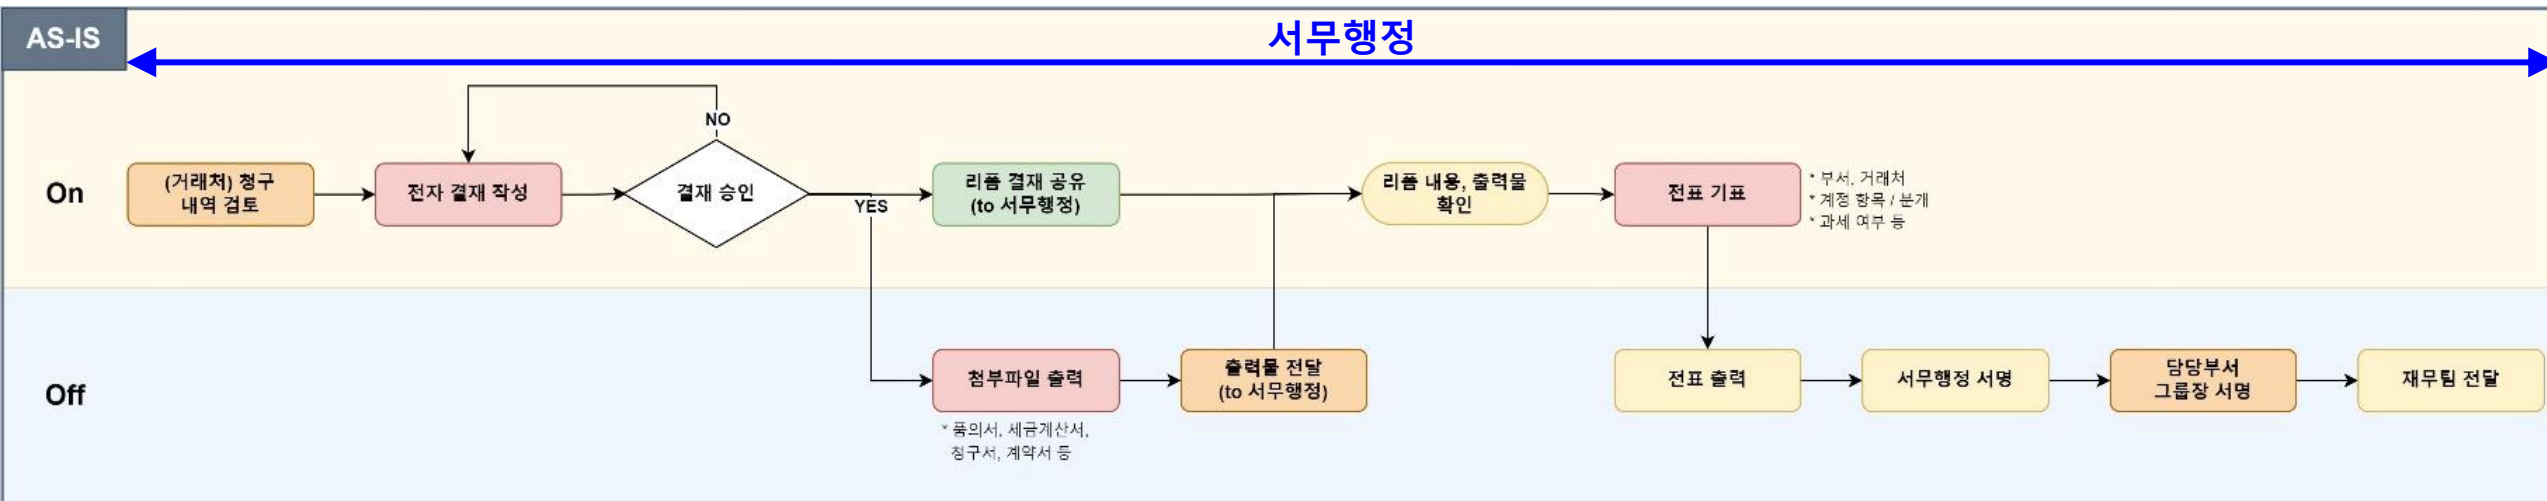 AS-IS
서무행정
NO
On
(거래처) 청구
내역 검토
전자 결재 작성
결재 승인
YES
리폼 결재 공유
(to 서무행정)
리폼 내용, 출력물
확인
전표 기표
* 부서, 거래처
* 계정 항목 / 분개
* 과세 여부 등
Off
첨부파일 출력
* 품의서, 세금계산서,
청구서, 계약서 등
출력물 전달
(to 서무행정)
전표 출력
서무행정 서명
담당부서
그룹장 서명
재무팀 전달